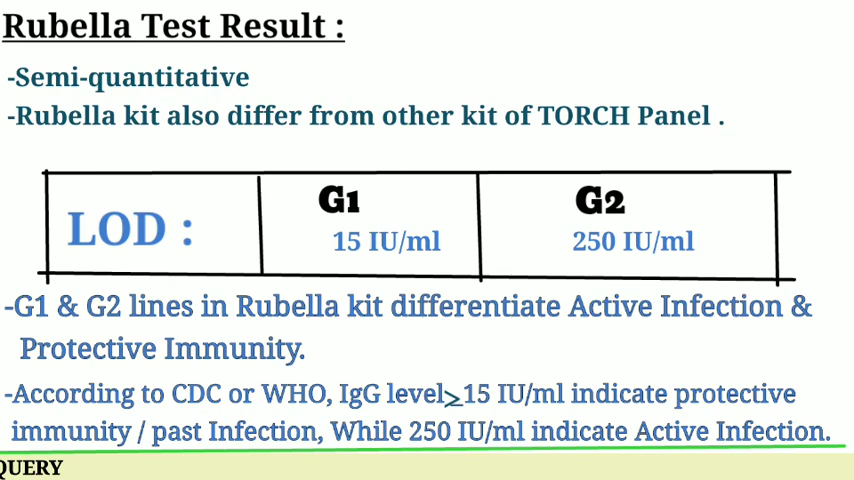 Rubella Test Result :
-Semi-quantitative
-Rubella kit also differ from other kit of TORCH Panel .
G1 G2
LOD : 15 IU/ml 250 IU/ml
-G1 & G2 lines in Rubella kit differentiate Active Infection &
Protective Immunity.
-According to CDC or WHO, IgG level≥15 IU/ml indicate protective
immunity / past Infection, While 250 IU/ml indicate Active Infection.
QUERY